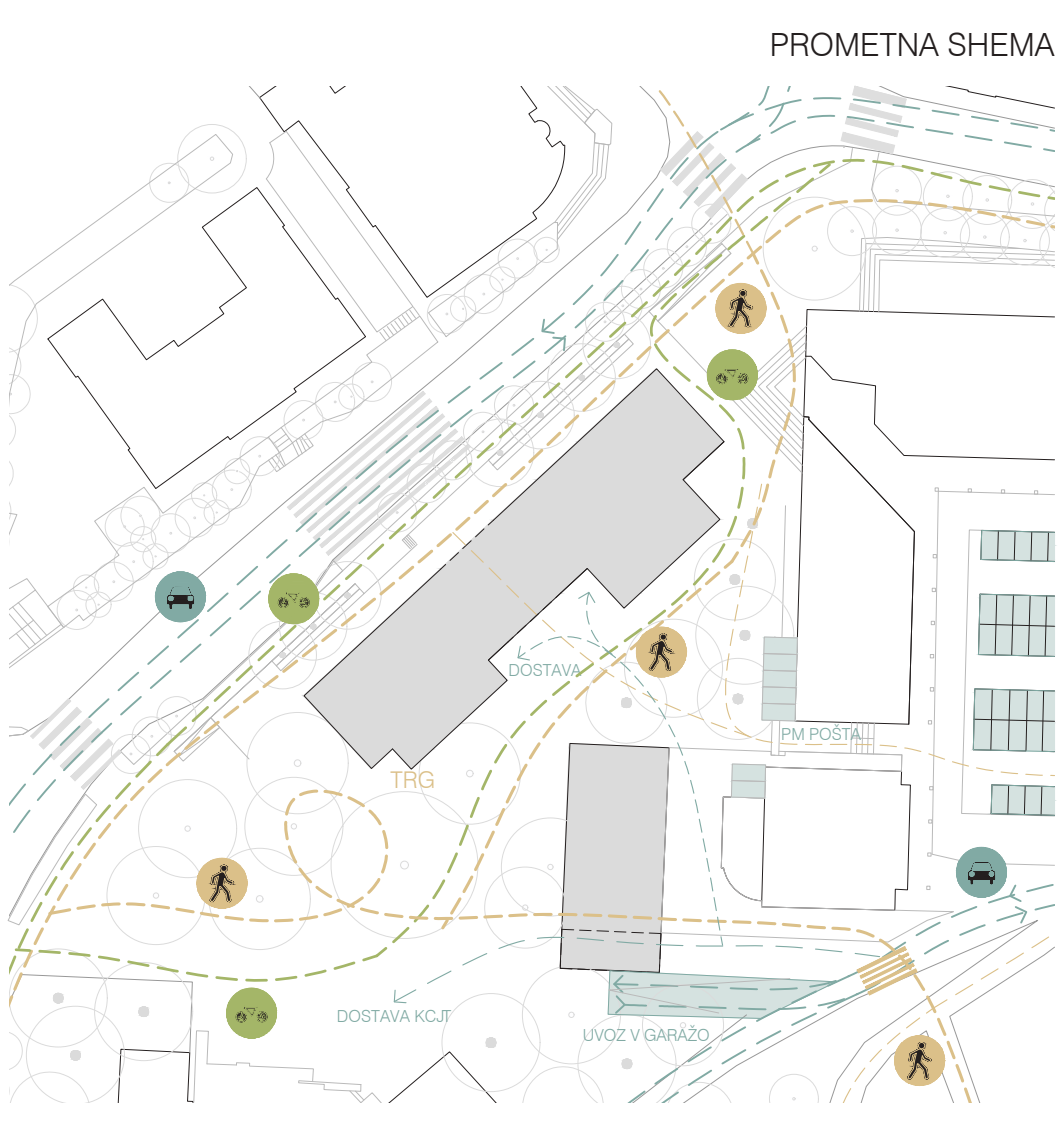 PROMETNA SHEMA
DOSTAVA
PM POŠTA
TRG
DOSTAVA KCJT
UVOZ V GARAŽO